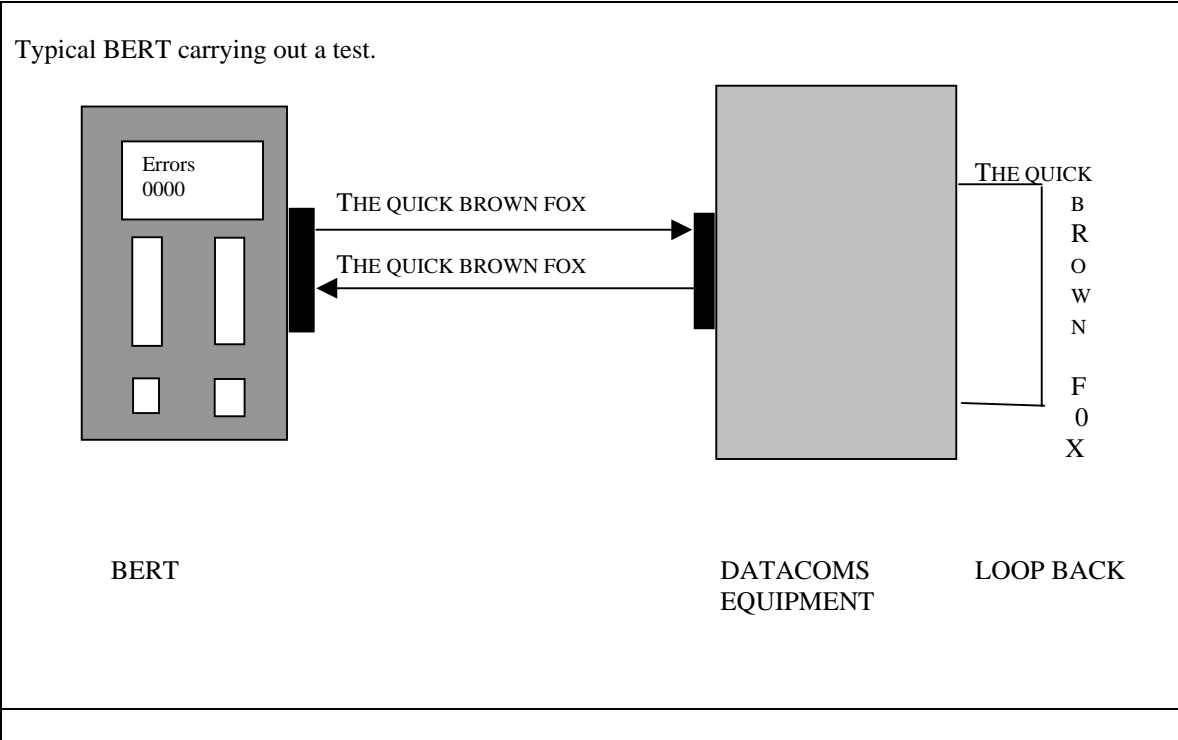 Typical BERT carrying out a test.
Errors
0000
THE QUICK BROWN FOX
THE QUICK BROWN FOX
THE QUICK
B
R
O
W
N
F
0
X
BERT
DATACOMS
EQUIPMENT
LOOP BACK